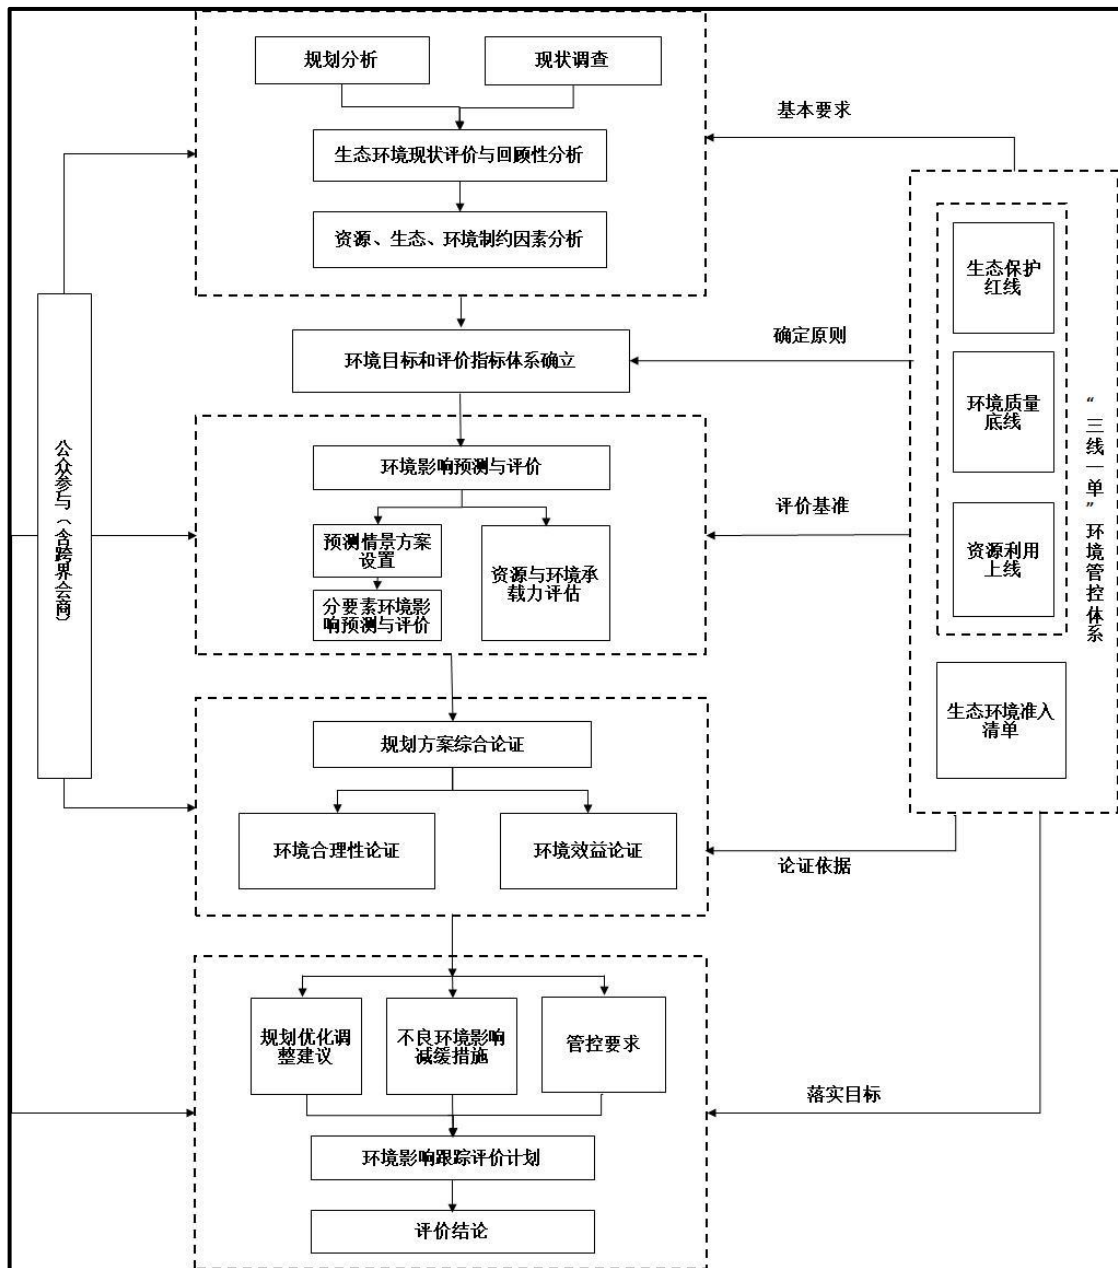 规划分析
现状调查
基本要求
生态环境现状评价与回顾性分析
资源、生态、环境制约因素分析
生态保护
红线
确定原则
环境目标和评价指标体系确立
环境质量
底线
“三线一单”环境管控体系
公众参与（含跨界会商）
环境影响预测与评价
评价基准
预测情景方案
设置
资源与环境承
载力评估
资源利用
上线
分要素环境影
响预测与评价
生态环境准入
清单
规划方案综合论证
环境合理性论证
环境效益论证
论证依据
规划优化调
整建议
不良环境影响
减缓措施
管控要求
落实目标
环境影响跟踪评价计划
评价结论